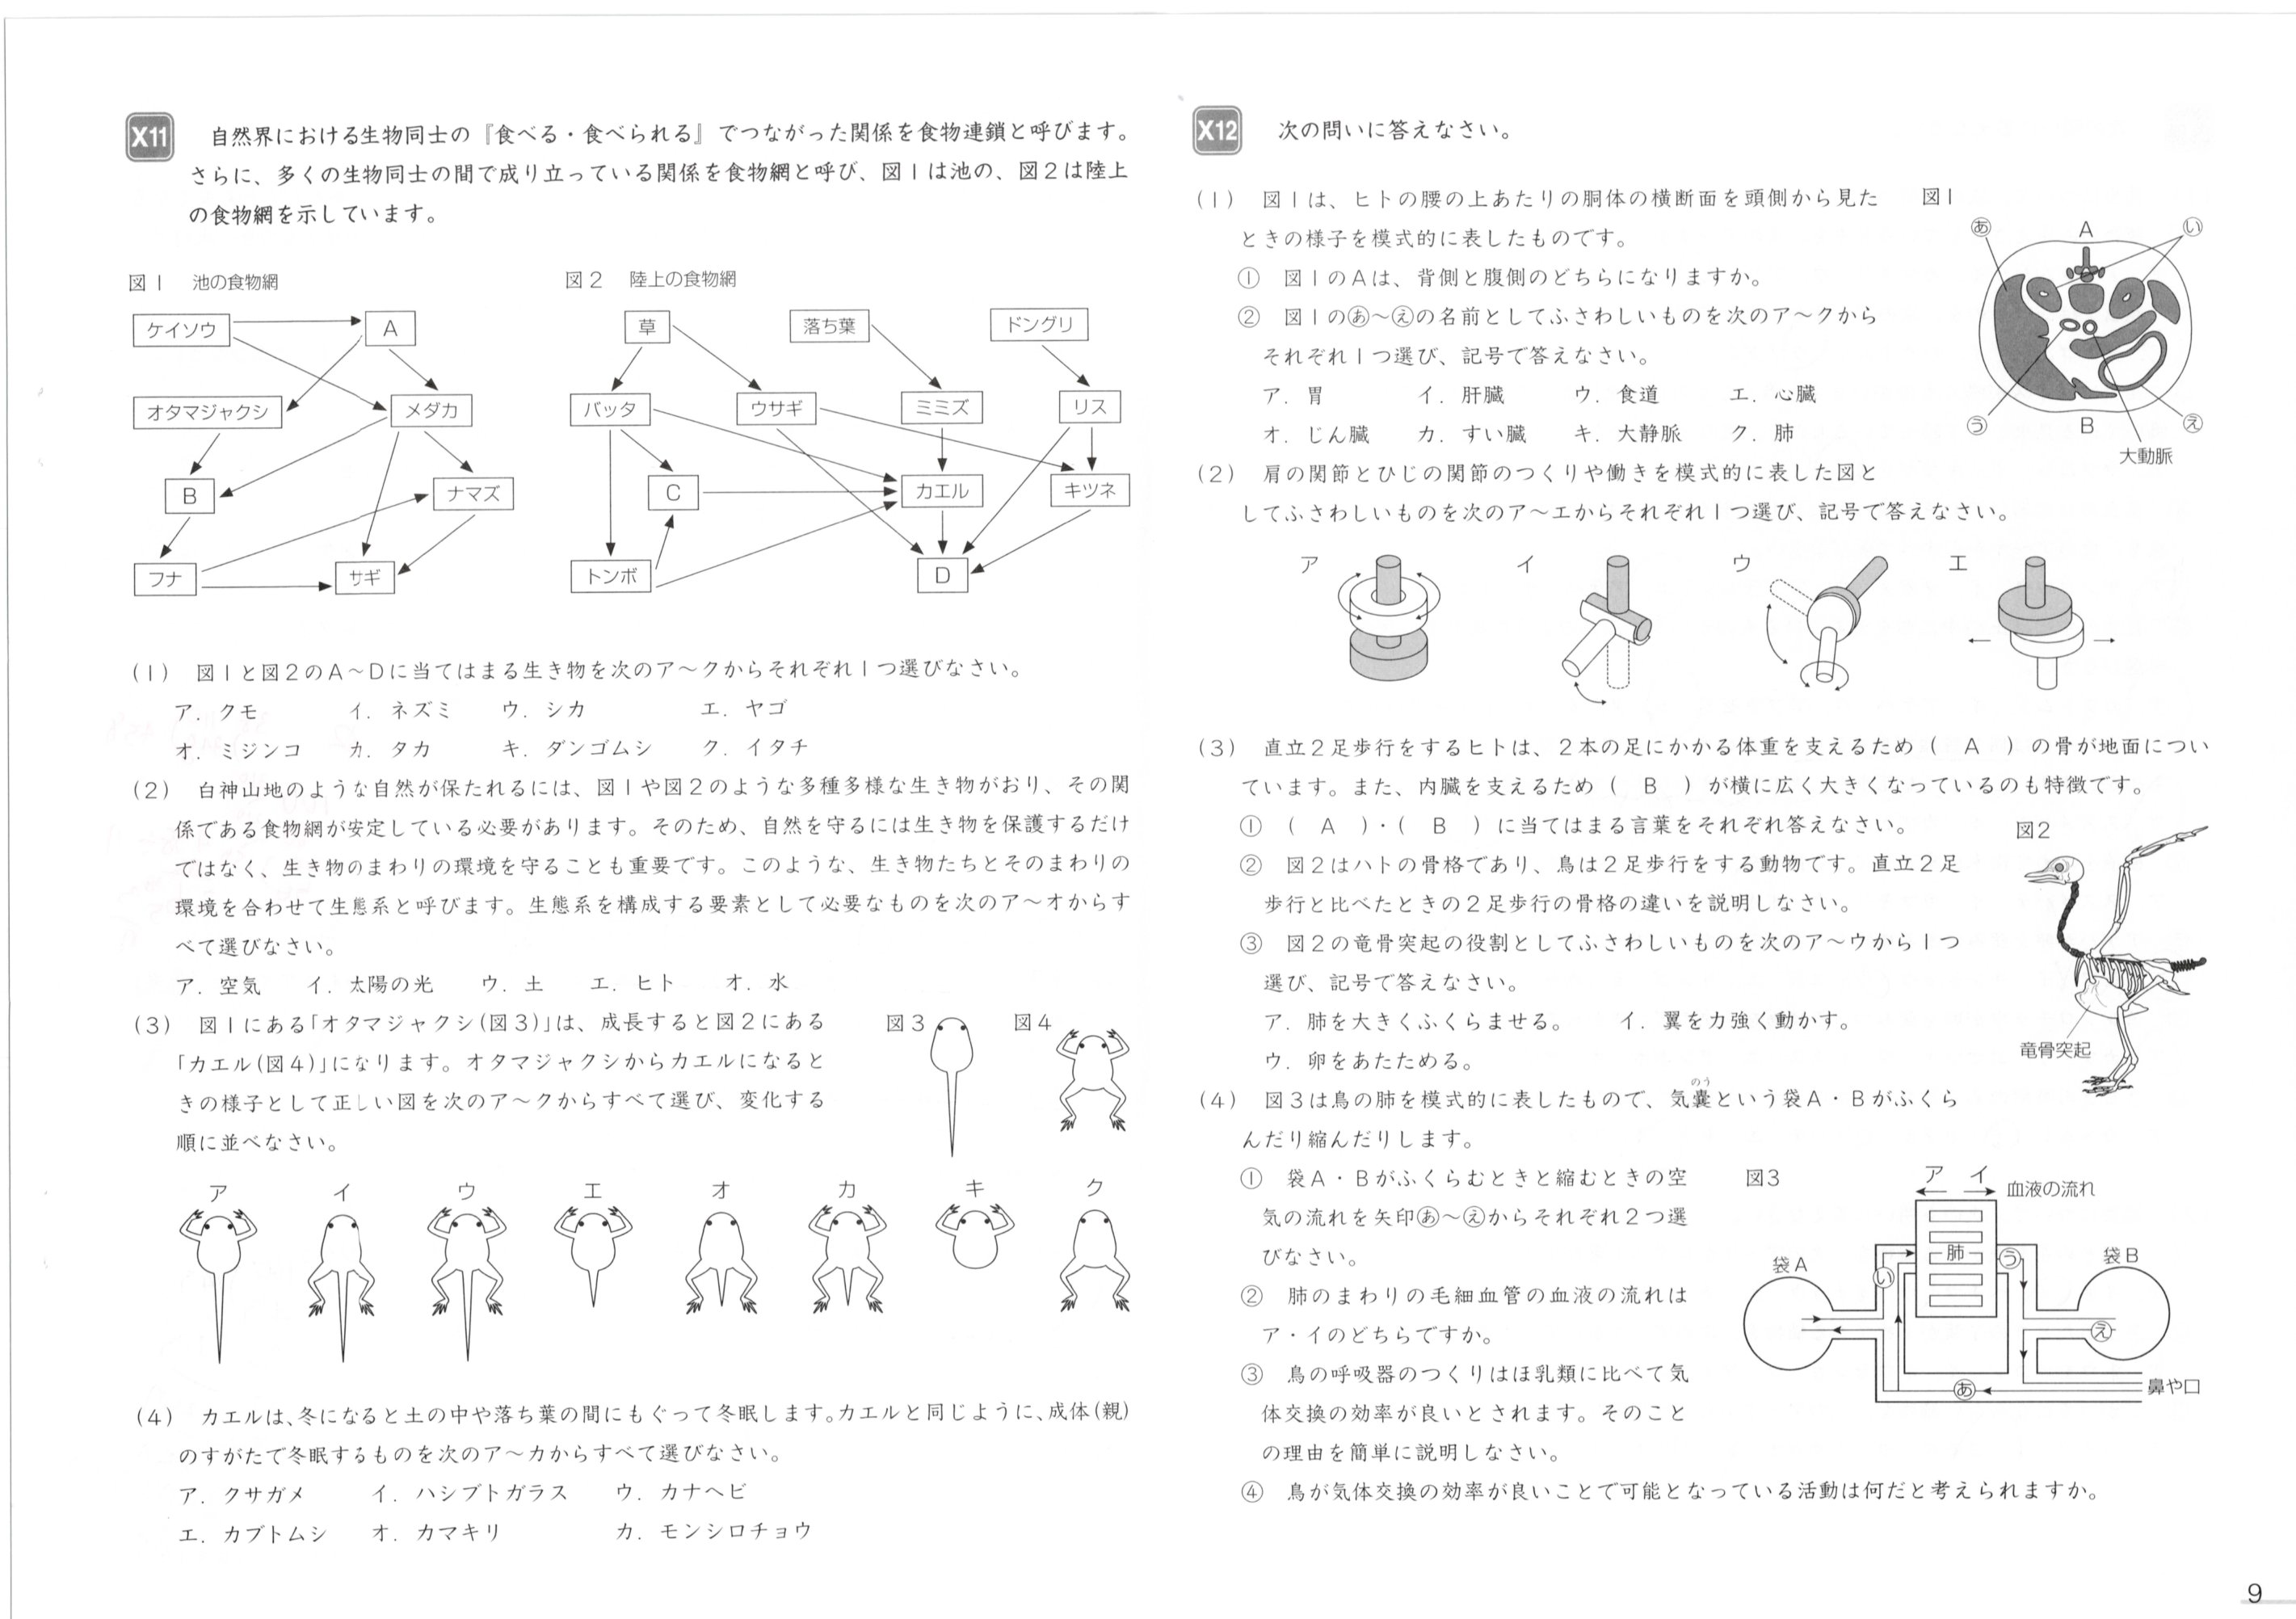 X11 自然界における生物同士の『食べる・食べられる』でつながった関係を食物連鎖と呼びます。
さらに、多くの生物同士の間で成り立っている関係を食物網と呼び、図1は池の、図2は陸上
の食物網を示しています。
図1 池の食物網
ケイソウ
A
オタマジャクシ
メダカ
B
ナマズ
フナ
サギ
図2 陸上の食物網
草
落ち葉
ドングリ
バッタ
ウサギ
ミミズ
リス
C
カエル
キツネ
トンボ
D
(1) 図1と図2のA~Dに当てはまる生き物を次のア~クからそれぞれ1つ選びなさい。
ア. クモ イ. ネズミ ウ. シカ エ. ヤゴ
オ. ミジンコ カ. タカ キ. ダンゴムシ ク. イタチ
(2) 白神山地のような自然が保たれるには、図1や図2のような多種多様な生き物がおり、その関
係である食物網が安定している必要があります。そのため、自然を守るには生き物を保護するだけ
ではなく、生き物のまわりの環境を守ることも重要です。このような、生き物たちとそのまわりの
環境を合わせて生態系と呼びます。生態系を構成する要素として必要なものを次のア~オからす
べて選びなさい。
ア. 空気 イ. 太陽の光 ウ. 土 エ. ヒト オ. 水
(3) 図1にある「オタマジャクシ(図3)」は、成長すると図2にある
「カエル(図4)」になります。オタマジャクシからカエルになると
きの様子として正しい図を次のア~クからすべて選び、変化する
順に並べなさい。
図3 図4
ア イ ウ エ オ カ キ ク
(4) カエルは、冬になると土の中や落ち葉の間にもぐって冬眠します。カエルと同じように、成体(親)
のすがたで冬眠するものを次のア~カからすべて選びなさい。
ア. クサガメ イ. ハシブトガラス ウ. カナヘビ
エ. カブトムシ オ. カマキリ カ. モンシロチョウ
X12 次の問いに答えなさい。
(1) 図1は、ヒトの腰の上あたりの胴体の横断面を頭側から見た
ときの様子を模式的に表したものです。
① 図1のAは、背側と腹側のどちらになりますか。
② 図1のあ~えの名前としてふさわしいものを次のア~クから
それぞれ1つ選び、記号で答えなさい。
ア. 胃 イ. 肝臓 ウ. 食道 エ. 心臓
オ. じん臓 カ. すい臓 キ. 大静脈 ク. 肺
図1
あ
A
い
う
B
え
大動脈
(2) 肩の関節とひじの関節のつくりや働きを模式的に表した図と
してふさわしいものを次のア~エからそれぞれ1つ選び、記号で答えなさい。
ア イ ウ エ
(3) 直立2足歩行をするヒトは、2本の足にかかる体重を支えるため( A )の骨が地面につい
ています。また、内臓を支えるため( B )が横に広く大きくなっているのも特徴です。
① ( A )・( B )に当てはまる言葉をそれぞれ答えなさい。
② 図2はハトの骨格であり、鳥は2足歩行をする動物です。直立2足
歩行と比べたときの2足歩行の骨格の違いを説明しなさい。
③ 図2の竜骨突起の役割としてふさわしいものを次のア~ウから1つ
選び、記号で答えなさい。
ア. 肺を大きくふくらませる。 イ. 翼を力強く動かす。
ウ. 卵をあたためる。
図2
竜骨突起
(4) 図3は鳥の肺を模式的に表したもので、気嚢という袋A・Bがふくら
のう
んだり縮んだりします。
① 袋A・Bがふくらむときと縮むときの空
気の流れを矢印あ~えからそれぞれ2つ選
びなさい。
② 肺のまわりの毛細血管の血液の流れは
ア・イのどちらですか。
③ 鳥の呼吸器のつくりはほ乳類に比べて気
体交換の効率が良いとされます。そのこと
の理由を簡単に説明しなさい。
④ 鳥が気体交換の効率が良いことで可能となっている活動は何だと考えられますか。
図3
ア イ
血液の流れ
肺
袋A
い
う
袋B
え
あ
鼻や口
9